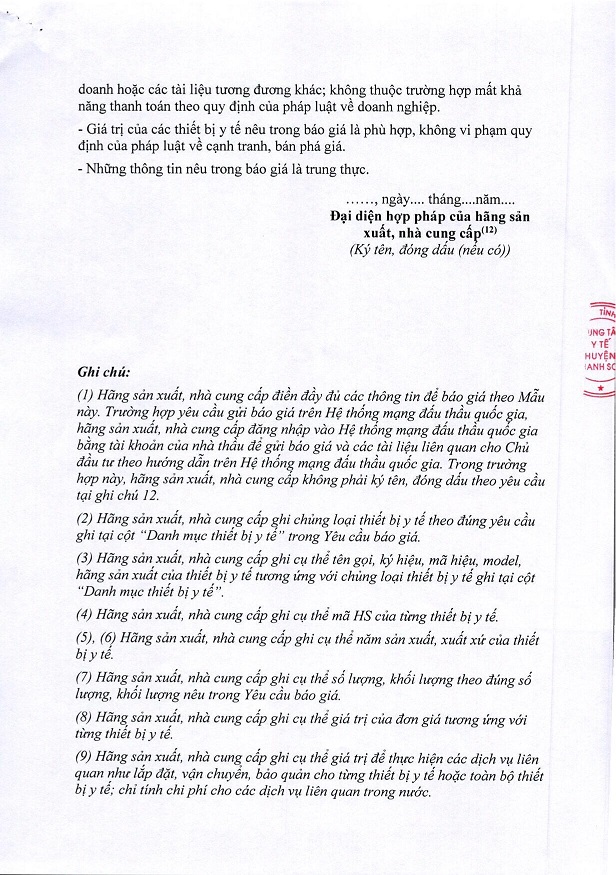 doanh hoặc các tài liệu tương đương khác; không thuộc trường hợp mất khả
năng thanh toán theo quy định của pháp luật về doanh nghiệp.
- Giá trị của các thiết bị y tế nêu trong báo giá là phù hợp, không vi phạm quy
định của pháp luật về cạnh tranh, bán phá giá.
- Những thông tin nêu trong báo giá là trung thực.
......, ngày.... tháng....năm....
Đại diện hợp pháp của hãng sản
xuất, nhà cung cấp(12)
(Ký tên, đóng dấu (nếu có))
TỈNH
UNG TÂ
Y TẾ
HUYỆN
ANH SƠ
Ghi chú:
(1) Hãng sản xuất, nhà cung cấp điền đầy đủ các thông tin để báo giá theo Mẫu
này. Trường hợp yêu cầu gửi báo giá trên Hệ thống mạng đấu thầu quốc gia,
hãng sản xuất, nhà cung cấp đăng nhập vào Hệ thống mạng đấu thầu quốc gia
bằng tài khoản của nhà thầu để gửi báo giá và các tài liệu liên quan cho Chủ
đầu tư theo hướng dẫn trên Hệ thống mạng đấu thầu quốc gia. Trong trường
hợp này, hãng sản xuất, nhà cung cấp không phải ký tên, đóng dấu theo yêu cầu
tại ghi chú 12.
(2) Hãng sản xuất, nhà cung cấp ghi chủng loại thiết bị y tế theo đúng yêu cầu
ghi tại cột “Danh mục thiết bị y tế” trong Yêu cầu báo giá.
(3) Hãng sản xuất, nhà cung cấp ghi cụ thể tên gọi, ký hiệu, mã hiệu, model,
hãng sản xuất của thiết bị y tế tương ứng với chủng loại thiết bị y tế ghi tại cột
“Danh mục thiết bị y tế”.
(4) Hãng sản xuất, nhà cung cấp ghi cụ thể mã HS của từng thiết bị y tế.
(5), (6) Hãng sản xuất, nhà cung cấp ghi cụ thể năm sản xuất, xuất xứ của thiết
bị y tế.
(7) Hãng sản xuất, nhà cung cấp ghi cụ thể số lượng, khối lượng theo đúng số
lượng, khối lượng nêu trong Yêu cầu báo giá.
(8) Hãng sản xuất, nhà cung cấp ghi cụ thể giá trị của đơn giá tương ứng với
từng thiết bị y tế.
(9) Hãng sản xuất, nhà cung cấp ghi cụ thể giá trị để thực hiện các dịch vụ liên
quan như lắp đặt, vận chuyển, bảo quản cho từng thiết bị y tế hoặc toàn bộ thiết
bị y tế; chỉ tính chi phí cho các dịch vụ liên quan trong nước.